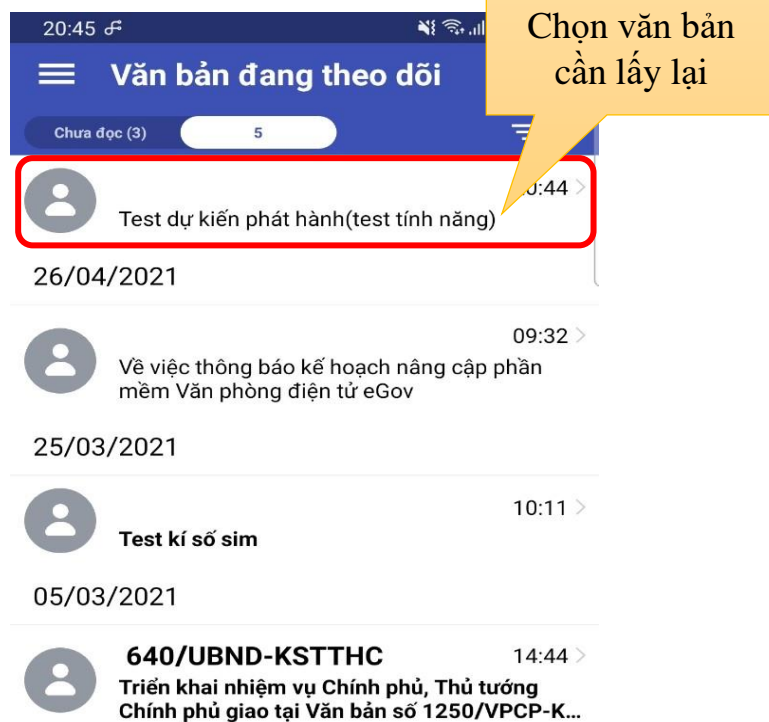 20:45
Chọn văn bản
cần lấy lại
Văn bản đang theo dõi
Chưa đọc (3)
5
:44
Test dự kiến phát hành(test tính năng)
26/04/2021
09:32
Về việc thông báo kế hoạch nâng cấp phần
mềm Văn phòng điện tử eGov
25/03/2021
10:11
Test kí số sim
05/03/2021
640/UBND-KSTTHC
14:44
Triển khai nhiệm vụ Chính phủ, Thủ tướng
Chính phủ giao tại Văn bản số 1250/VPCP-K...